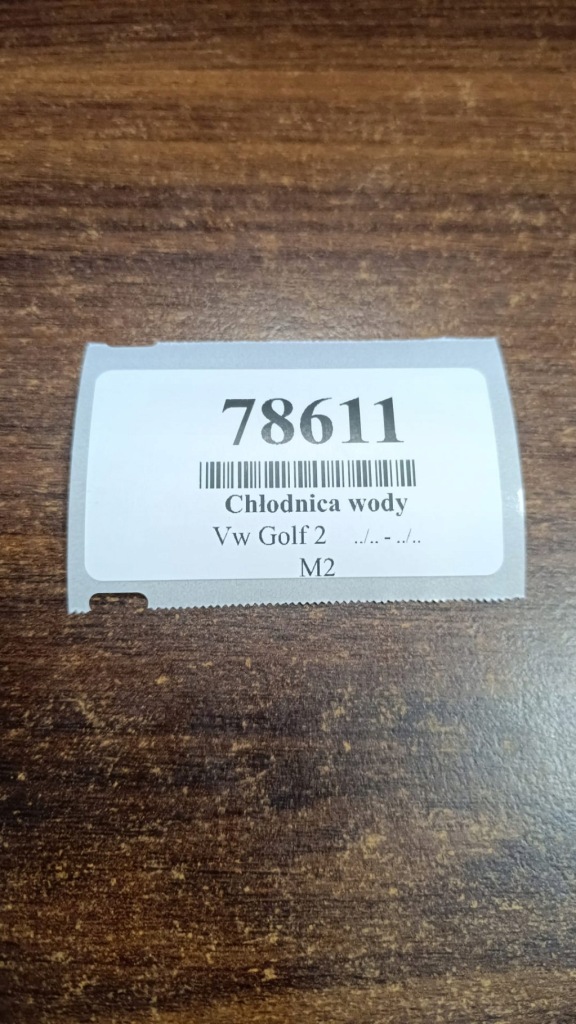 78611
Chłodnica wody
Vw Golf 2 ../.. - ../..
M2